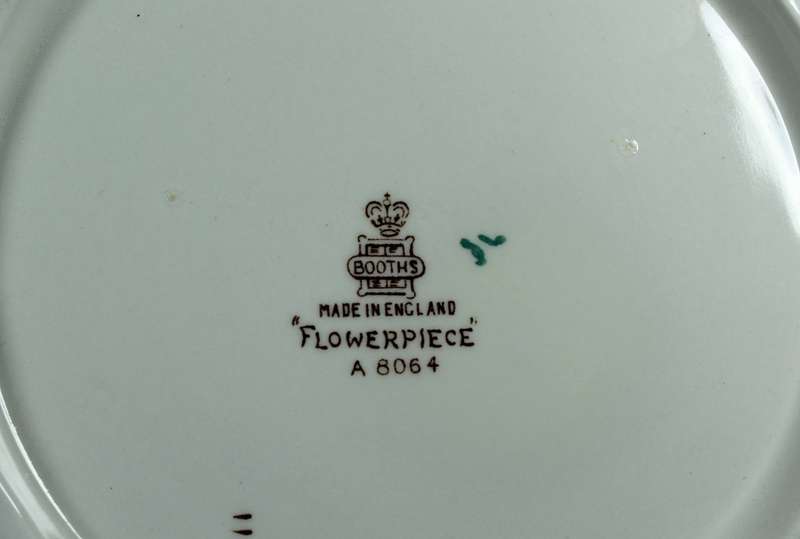 BOOTHS
MADE IN ENGLAND
"FLOWERPIECE"
A 8064